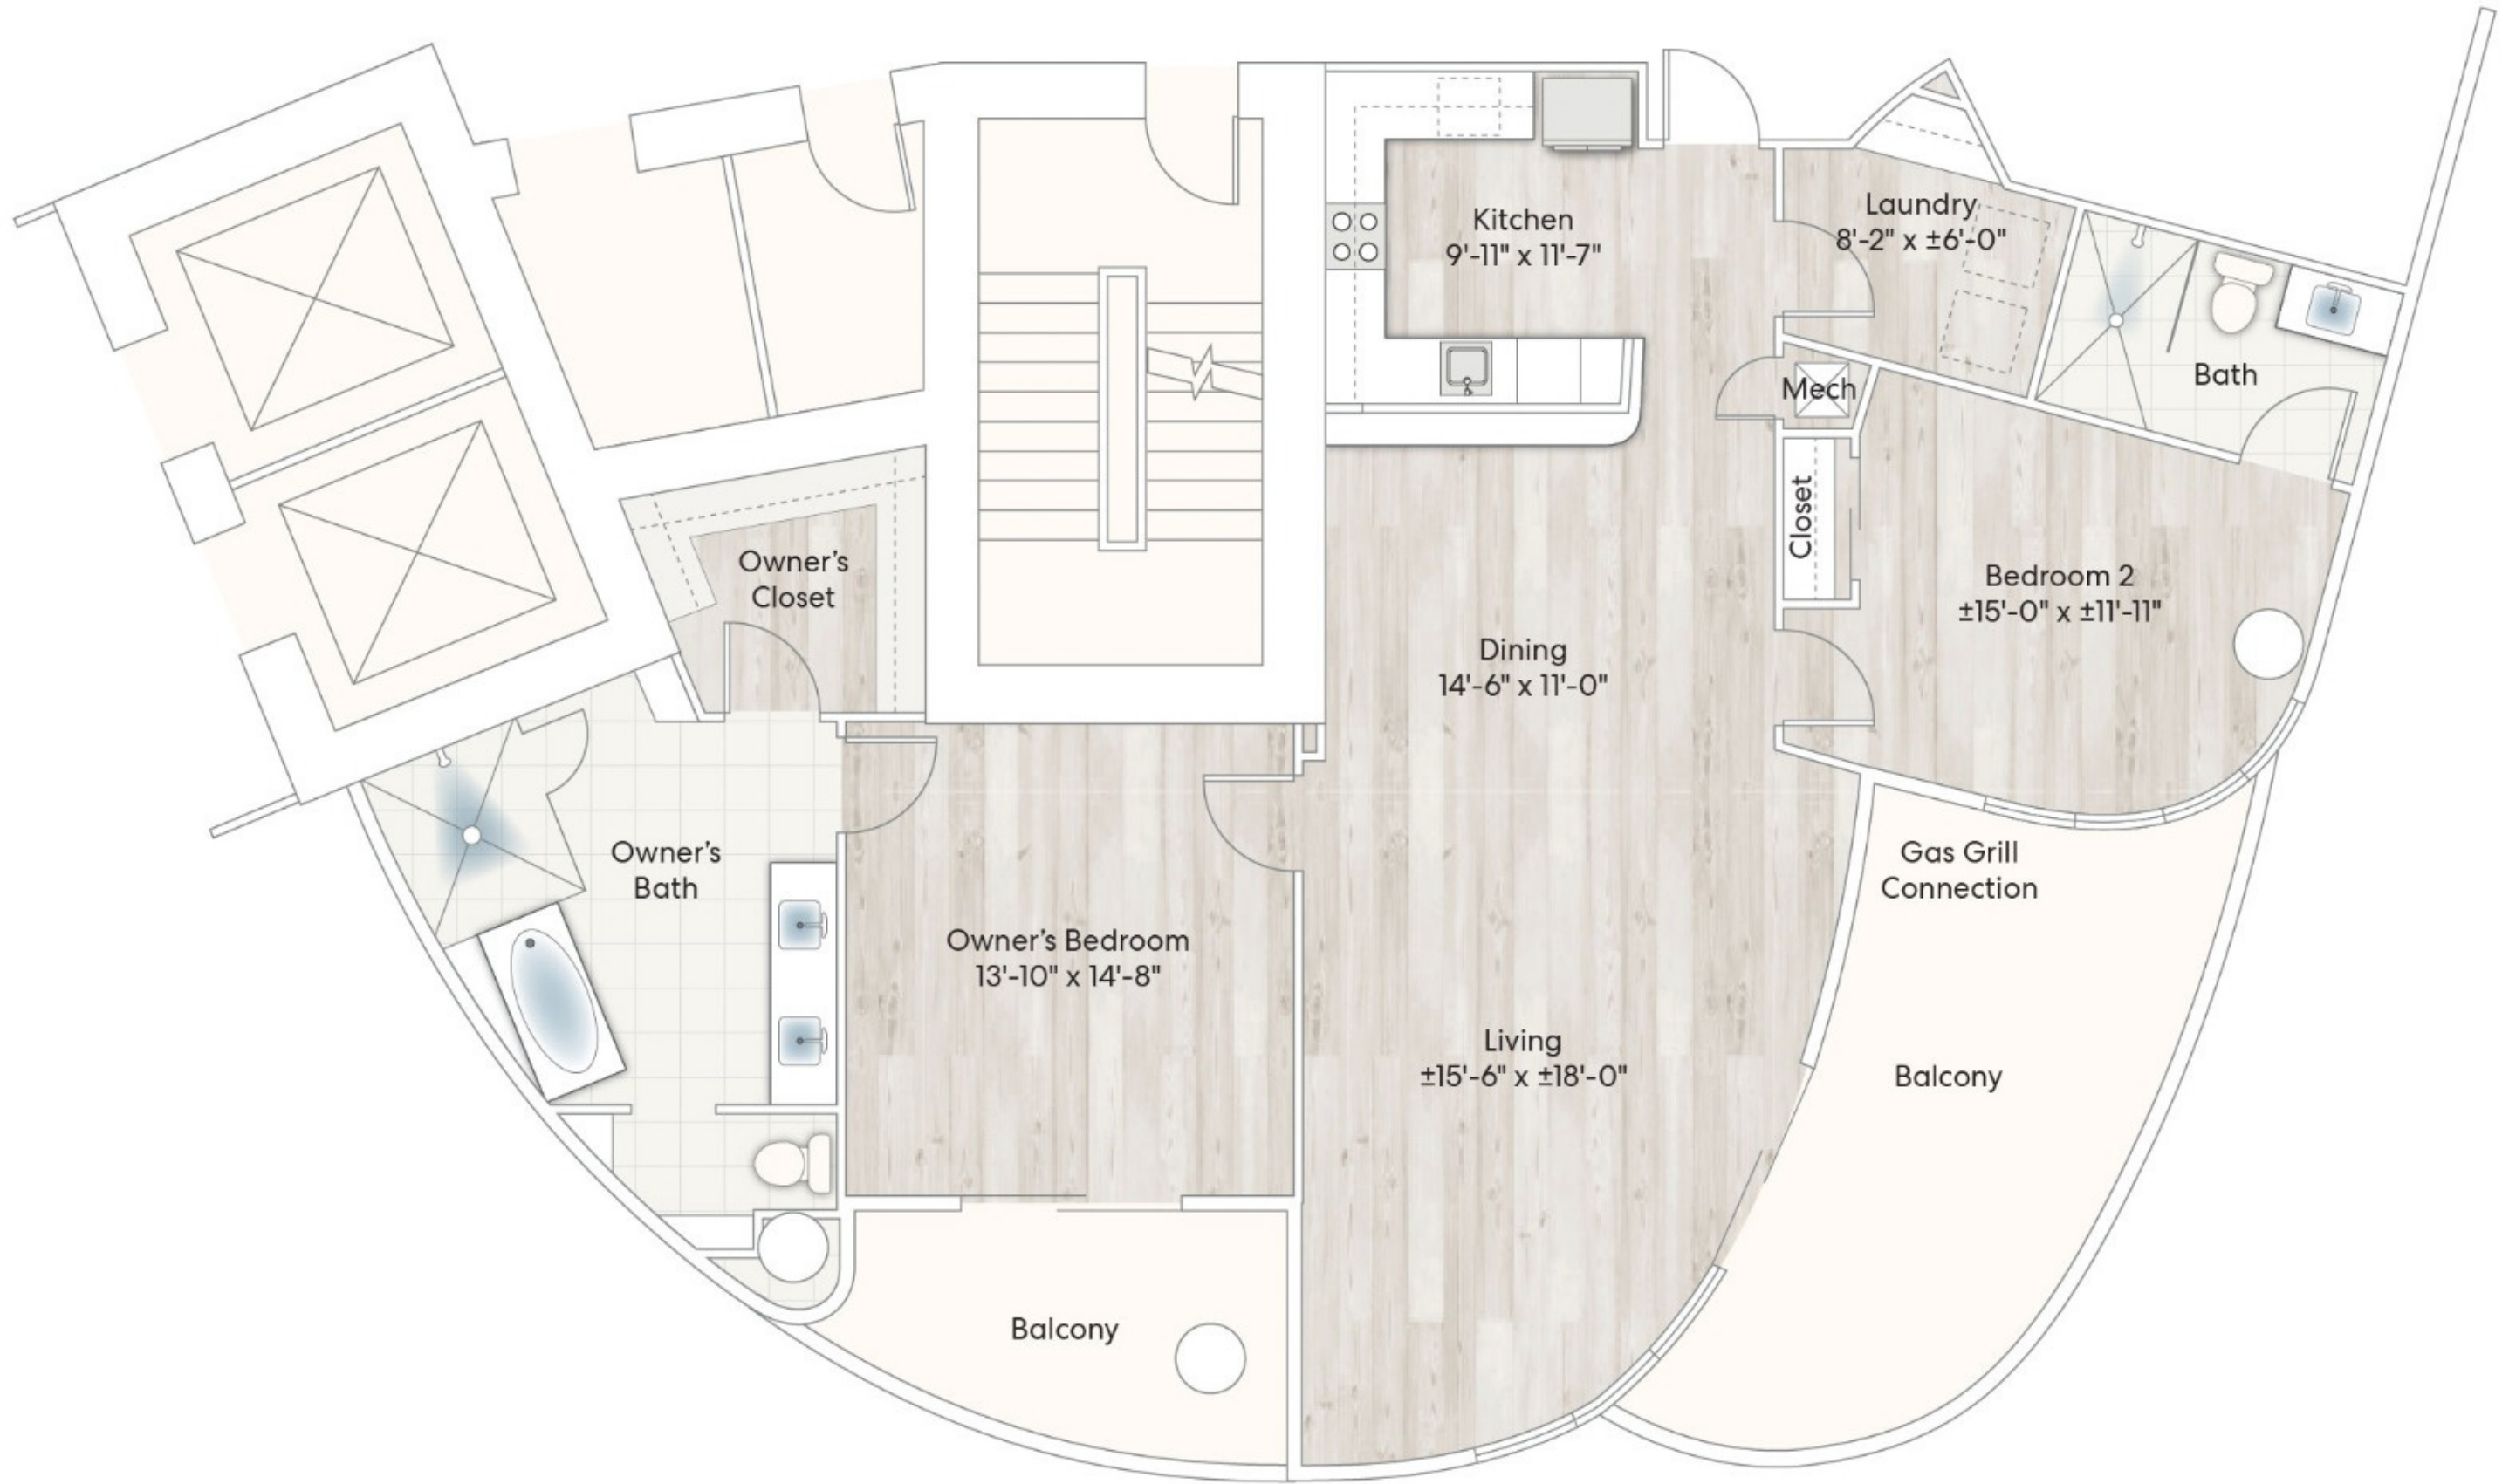 Kitchen
9'-11" x 11'-7"
Laundry
8'-2" x ±6'-0"
Bath
Mech
Closet
Owner's
Closet
Bedroom 2
±15'-0" x ±11'-11"
Dining
14'-6" x 11'-0"
Owner's
Bath
Gas Grill
Connection
Owner's Bedroom
13'-10" x 14'-8"
Living
±15'-6" x ±18'-0"
Balcony
Balcony